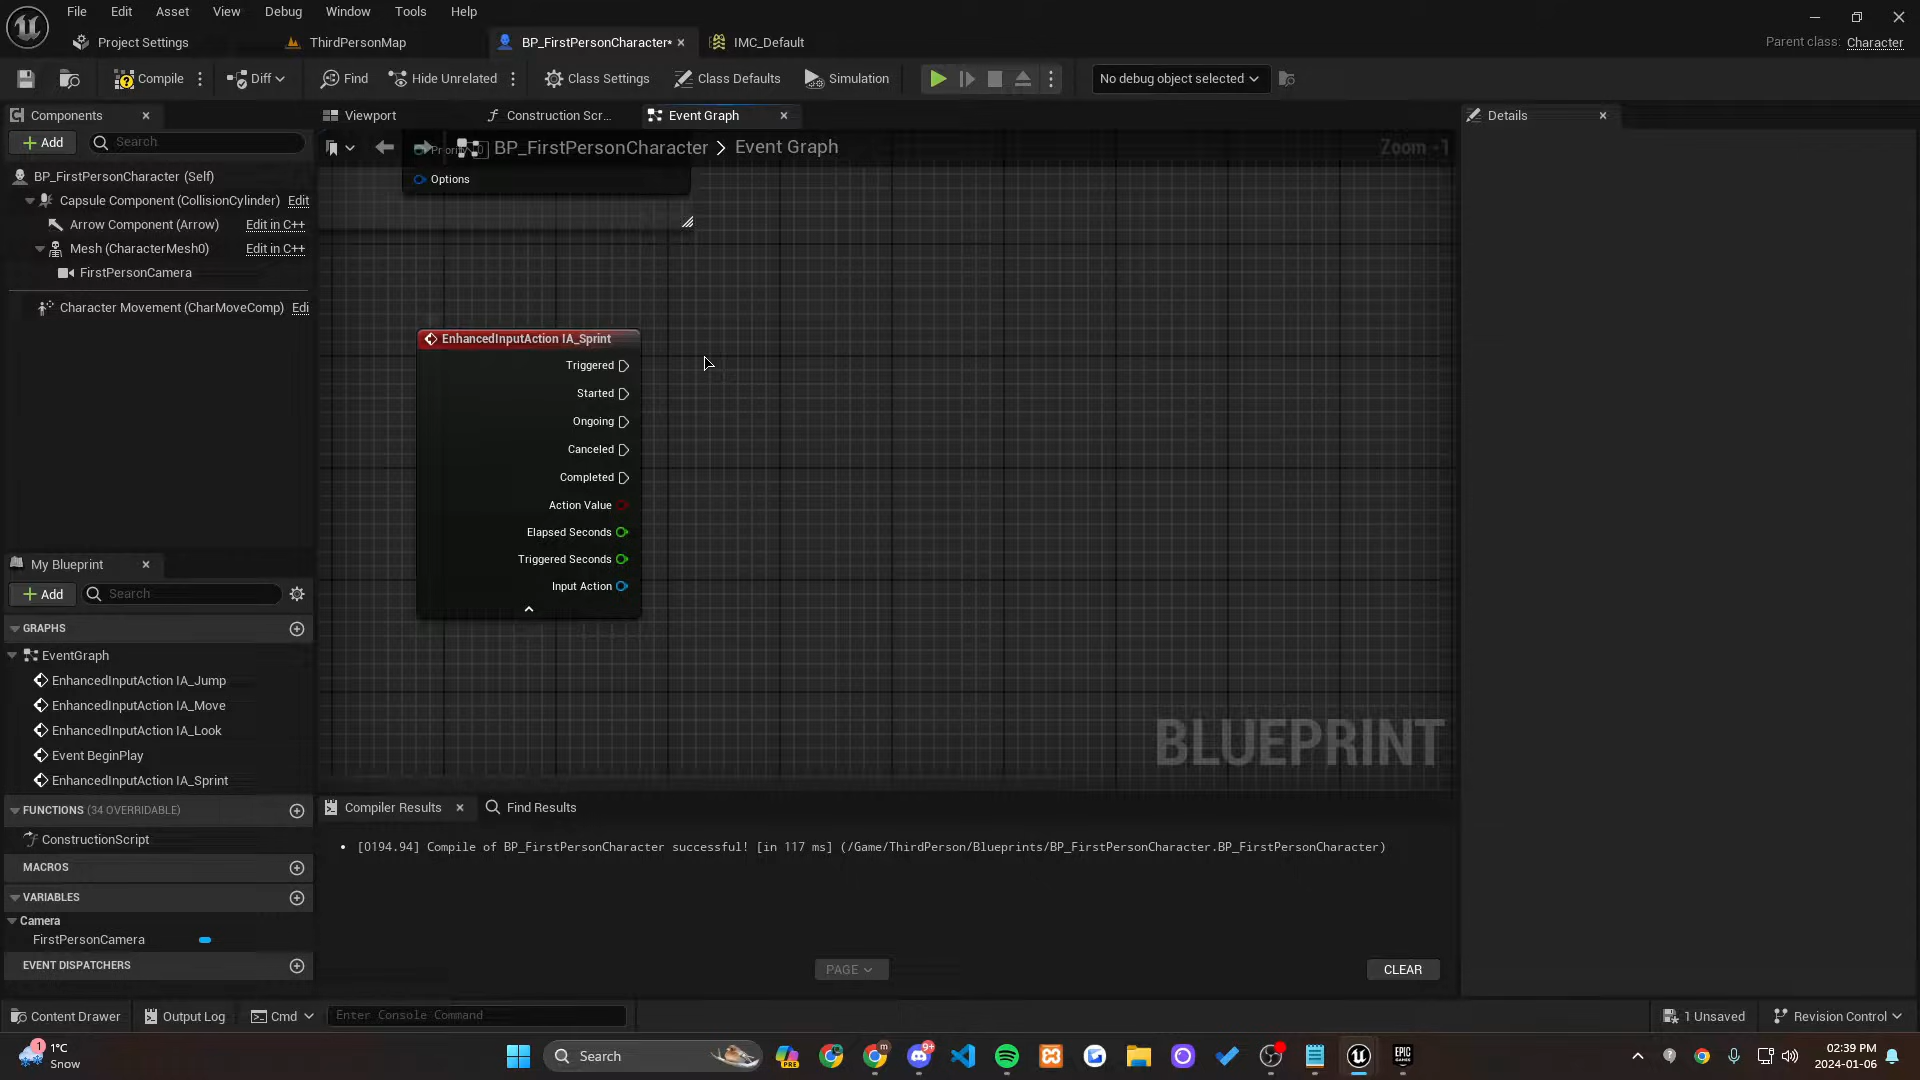 File Edit Asset View Debug Window Tools Help
Project Settings ThirdPersonMap BP_FirstPersonCharacter* IMC_Default
Parent class: Character
Compile Diff Find Hide Unrelated Class Settings Class Defaults Simulation No debug object selected
Components
Viewport Construction Scr... Event Graph
Details
Add Search
BP_FirstPersonCharacter > Event Graph
Zoom -1
Options
BP_FirstPersonCharacter (Self)
Capsule Component (CollisionCylinder) Edit
Arrow Component (Arrow) Edit in C++
Mesh (CharacterMesh0) Edit in C++
FirstPersonCamera
Character Movement (CharMoveComp) Edi
EnhancedInputAction IA_Sprint
Triggered
Started
Ongoing
Canceled
Completed
Action Value
Elapsed Seconds
Triggered Seconds
Input Action
BLUEPRINT
My Blueprint
Add Search
GRAPHS
EventGraph
EnhancedInputAction IA_Jump
EnhancedInputAction IA_Move
EnhancedInputAction IA_Look
Event BeginPlay
EnhancedInputAction IA_Sprint
FUNCTIONS (34 OVERRIDABLE)
ConstructionScript
MACROS
VARIABLES
Camera
FirstPersonCamera
EVENT DISPATCHERS
Compiler Results Find Results
• [0194.94] Compile of BP_FirstPersonCharacter successful! [in 117 ms] (/Game/ThirdPerson/Blueprints/BP_FirstPersonCharacter.BP_FirstPersonCharacter)
PAGE CLEAR
Content Drawer Output Log Cmd Enter Console Command 1 Unsaved Revision Control
1
1°C
Snow
Search
PRE
m
9+
EPIC
GAMES
02:39 PM
2024-01-06